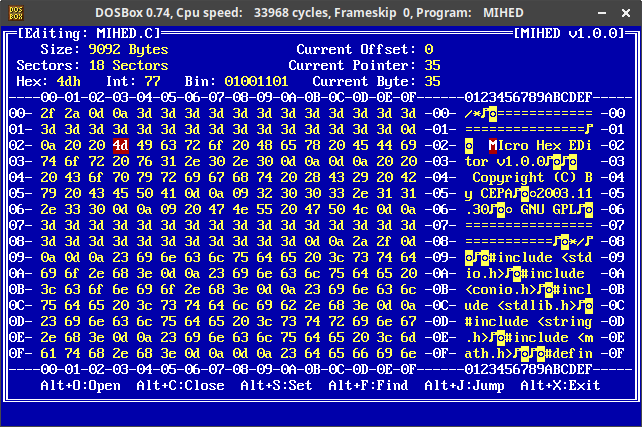 DOSBox 0.74, Cpu speed: 33968 cycles, Frameskip 0, Program: MIHED
[Editing: MIHED.C] [MIHED v1.0.0]
Size: 9092 Bytes Current Offset: 0
Sectors: 18 Sectors Current Pointer: 35
Hex: 4dh Int: 77 Bin: 01001101 Current Byte: 35
----00-01-02-03-04-05-06-07-08-09-0A-0B-0C-0D-0E-0F------0123456789ABCDEF----
00- 2f 2a 0d 0a 3d 3d 3d 3d 3d 3d 3d 3d 3d 3d 3d 3d -00- /*♪◙============
01- 3d 3d 3d 3d 3d 3d 3d 3d 3d 3d 3d 3d 3d 3d 3d 0d -01- ===============♪
02- 0a 20 20 4d 49 63 72 6f 20 48 65 78 20 45 44 69 -02- ◙  MIcro Hex EDi
03- 74 6f 72 20 76 31 2e 30 2e 30 0d 0a 0d 0a 20 20 -03- tor v1.0.0♪◙♪◙
04- 20 43 6f 70 79 72 69 67 68 74 20 28 43 29 20 42 -04-  Copyright (C) B
05- 79 20 43 45 50 41 0d 0a 09 32 30 30 33 2e 31 31 -05- y CEPA♪◙○2003.11
06- 2e 33 30 0d 0a 09 20 47 4e 55 20 47 50 4c 0d 0a -06- .30♪◙○ GNU GPL♪◙
07- 3d 3d 3d 3d 3d 3d 3d 3d 3d 3d 3d 3d 3d 3d 3d 3d -07- ================
08- 3d 3d 3d 3d 3d 3d 3d 3d 3d 3d 3d 0d 0a 2a 2f 0d -08- ===========♪◙*/♪
09- 0a 0d 0a 23 69 6e 63 6c 75 64 65 20 3c 73 74 64 -09- ◙♪◙#include <std
0A- 69 6f 2e 68 3e 0d 0a 23 69 6e 63 6c 75 64 65 20 -0A- io.h>♪◙#include
0B- 3c 63 6f 6e 69 6f 2e 68 3e 0d 0a 23 69 6e 63 6c -0B- <conio.h>♪◙#incl
0C- 75 64 65 20 3c 73 74 64 6c 69 62 2e 68 3e 0d 0a -0C- ude <stdlib.h>♪◙
0D- 23 69 6e 63 6c 75 64 65 20 3c 73 74 72 69 6e 67 -0D- #include <string
0E- 2e 68 3e 0d 0a 23 69 6e 63 6c 75 64 65 20 3c 6d -0E- .h>♪◙#include <m
0F- 61 74 68 2e 68 3e 0d 0a 0d 0a 23 64 65 66 69 6e -0F- ath.h>♪◙♪◙#defin
----00-01-02-03-04-05-06-07-08-09-0A-0B-0C-0D-0E-0F------0123456789ABCDEF----
Alt+O:Open Alt+C:Close Alt+S:Set Alt+F:Find Alt+J:Jump Alt+X:Exit